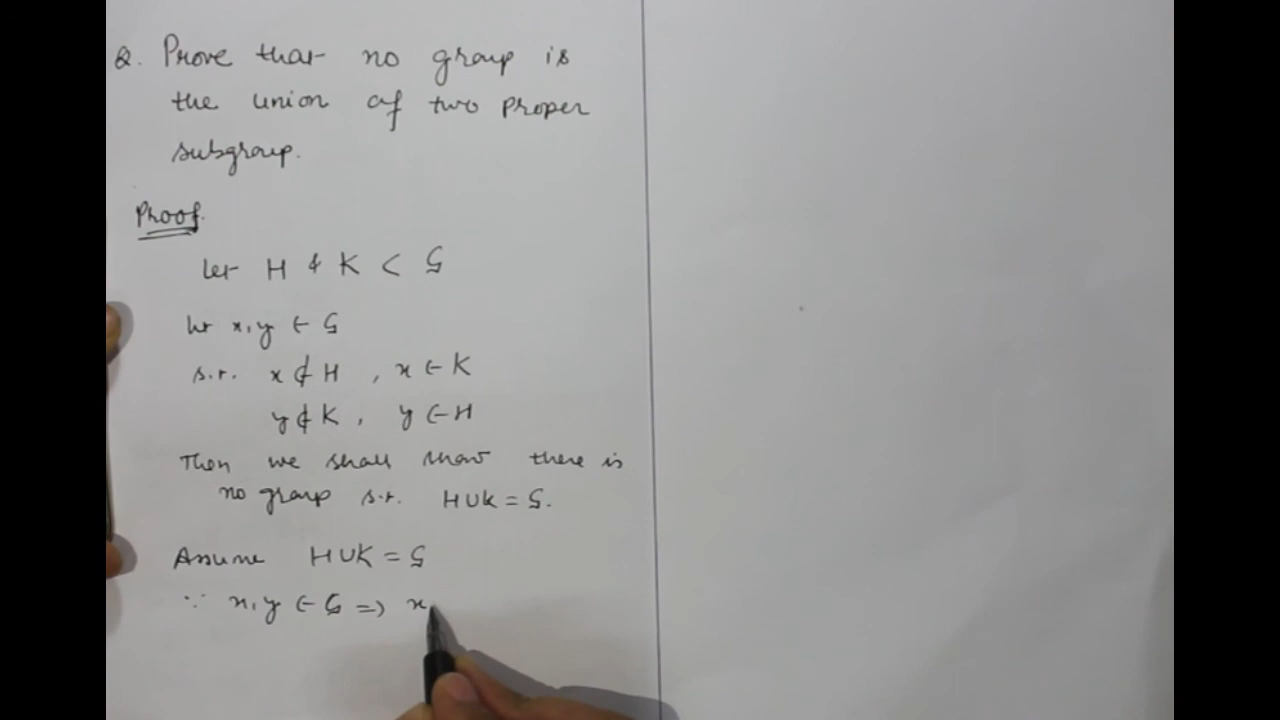 Q. Prove that no group is
the union of two proper
subgroup.
Proof.
Let H & K < G
let x, y ∈ G
s.t. x ∉ H , x ∈ K
y ∉ K , y ∈ H
Then we shall show there is
no group s.t. H ∪ K = G.
Assume H ∪ K = G
∵ x, y ∈ G ⇒ x